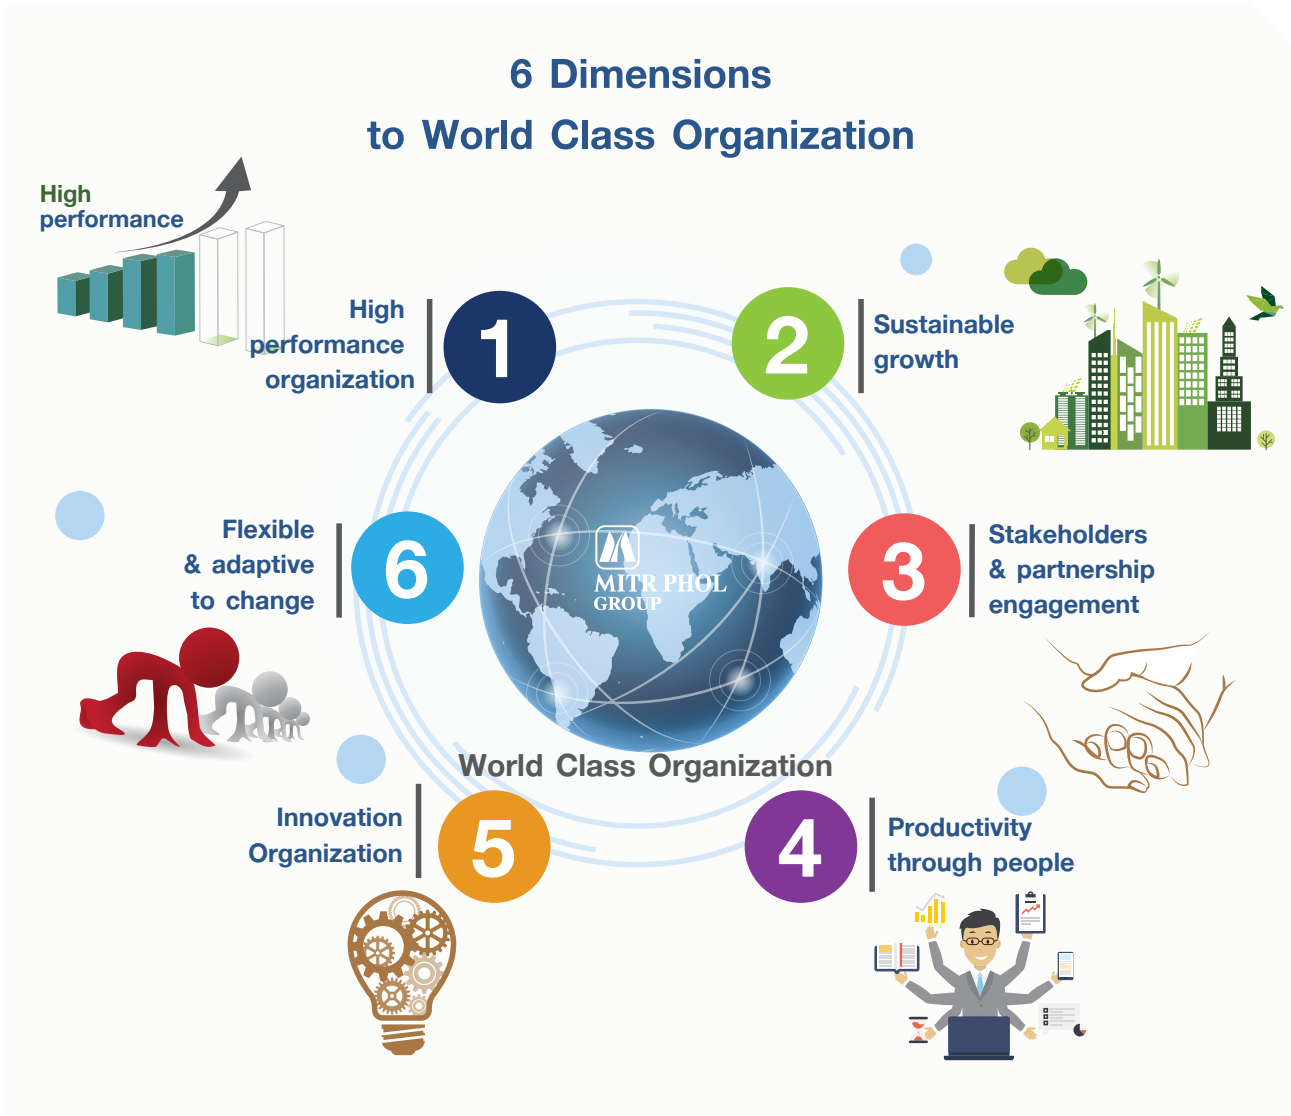 6 Dimensions
to World Class Organization
High
performance
High
performance
organization
1
2
Sustainable
growth
Flexible
& adaptive
to change
6
MITR PHOL
GROUP
3
Stakeholders
& partnership
engagement
World Class Organization
Innovation
Organization
5
4
Productivity
through people